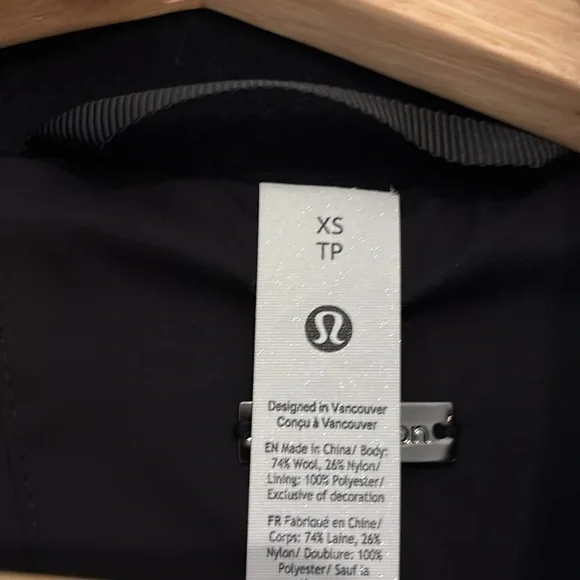 XS
TP
Designed in Vancouver
Conçu à Vancouver
on
EN Made in China/ Body:
74% Wool, 26% Nylon/
Lining: 100% Polyester/
Exclusive of decoration
FR Fabriqué en Chine/
Corps: 74% Laine, 26%
Nylon/ Doublure: 100%
Polyester/ Sauf la